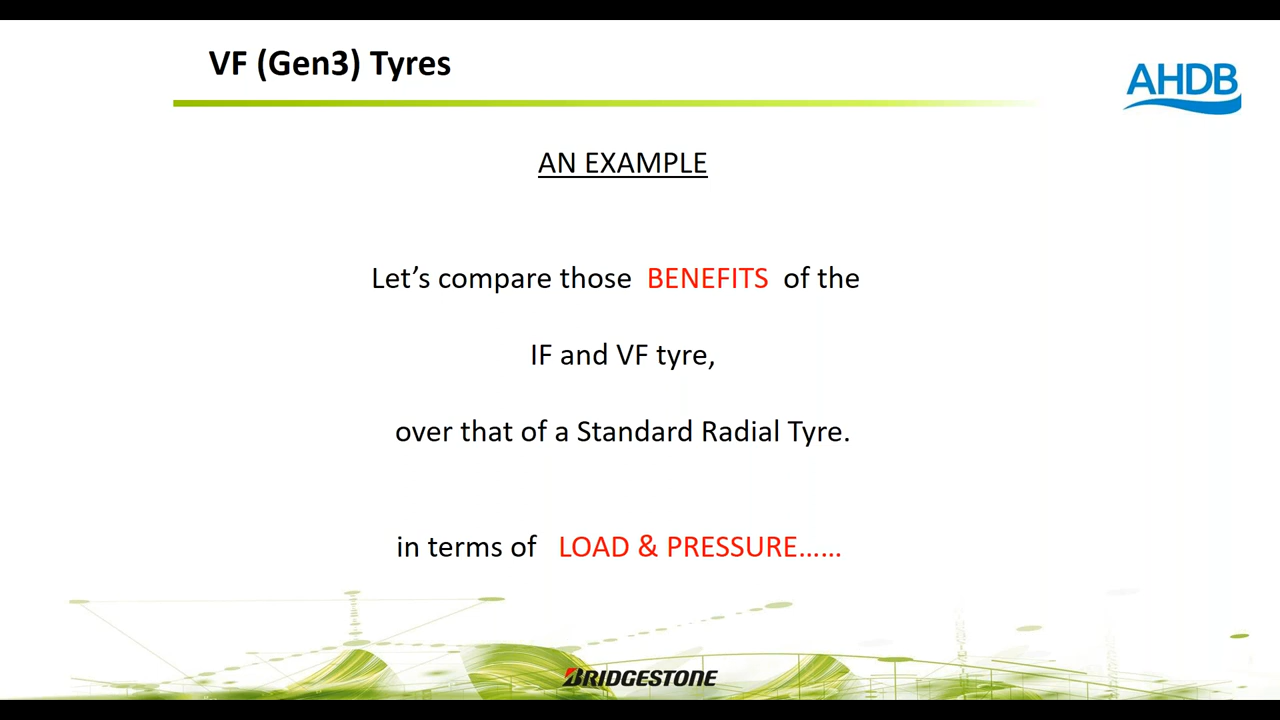 VF (Gen3) Tyres
AHDB
AN EXAMPLE
Let’s compare those BENEFITS of the
IF and VF tyre,
over that of a Standard Radial Tyre.
in terms of LOAD & PRESSURE......
BRIDGESTONE